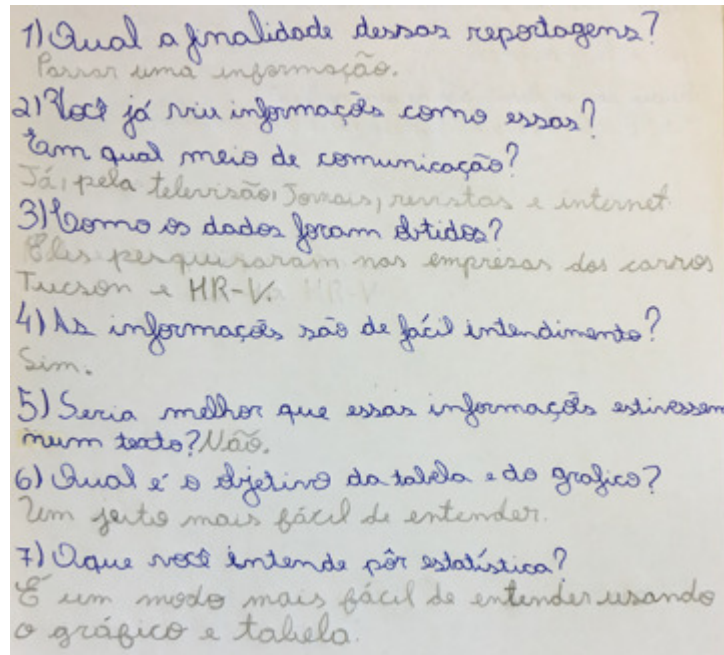 1) Qual a finalidade dessas reportagens?
Passar uma informação.
2) Você já viu informações como essas?
Em qual meio de comunicação?
Já, pela televisão, Jornais, revistas e internet
3) Como os dados foram obtidos?
Eles pesquisaram nas empresas dos carros
Tucson e HR-V.
4) As informações são de fácil intendimento?
Sim.
5) Seria melhor que essas informações estivessem
num texto? Não.
6) Qual é o objetivo da tabela e do grafico?
Um jeito mais fácil de entender.
7) O que você intende pôr estatística?
É um modo mais fácil de entender usando
o gráfico e tabela.